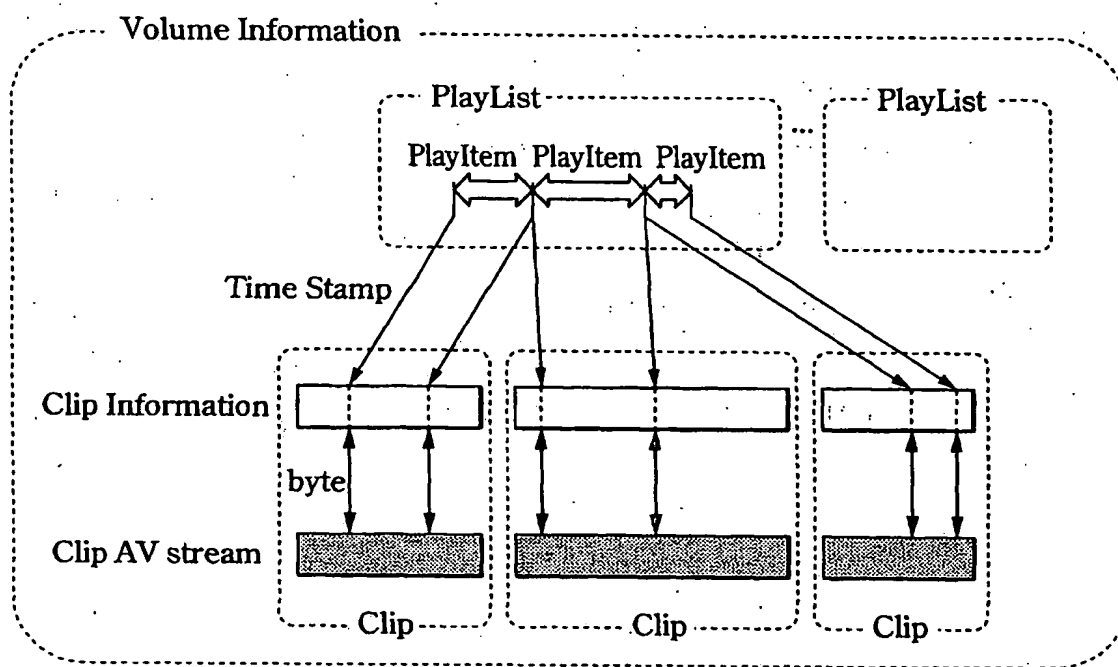 Volume Information
PlayList
PlayList
...
PlayItem PlayItem PlayItem
Time Stamp
Clip Information
byte
Clip AV stream
Clip
Clip
Clip